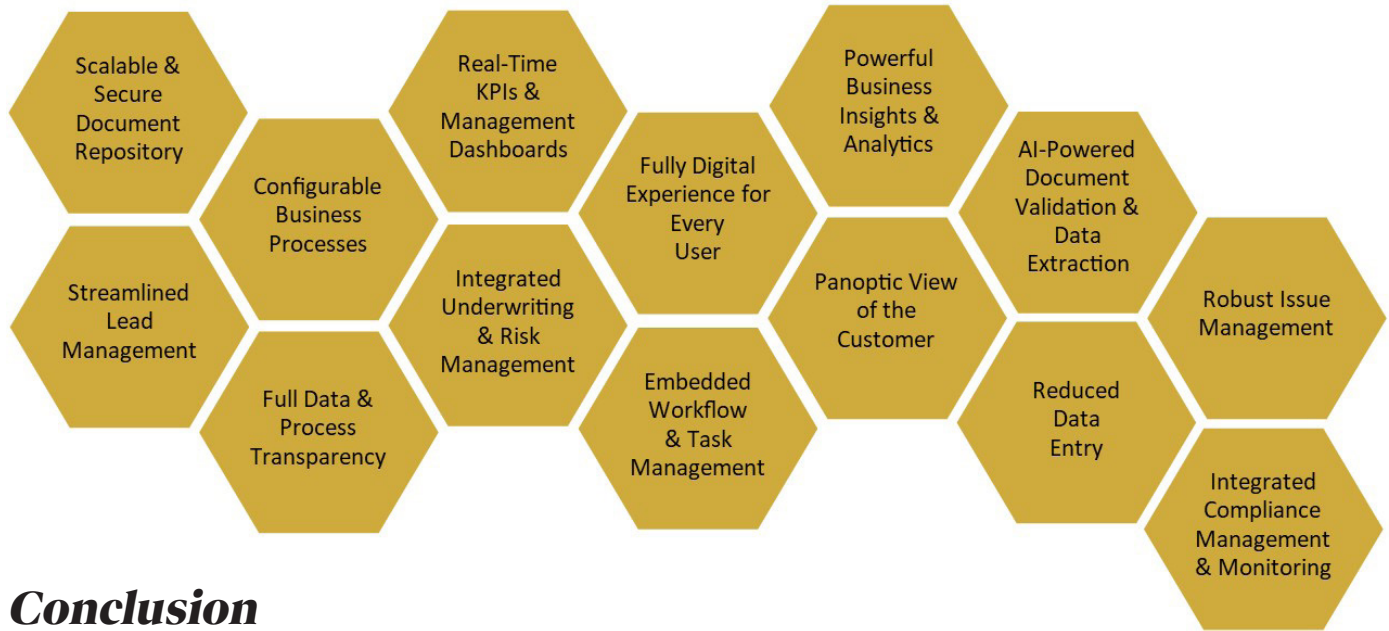 Scalable &
Secure
Document
Repository
Streamlined
Lead
Management
Configurable
Business
Processes
Full Data &
Process
Transparency
Real-Time
KPIs &
Management
Dashboards
Integrated
Underwriting
& Risk
Management
Fully Digital
Experience for
Every
User
Embedded
Workflow
& Task
Management
Powerful
Business
Insights &
Analytics
Panoptic View
of the
Customer
AI-Powered
Document
Validation &
Data
Extraction
Reduced
Data
Entry
Robust Issue
Management
Integrated
Compliance
Management
& Monitoring
Conclusion